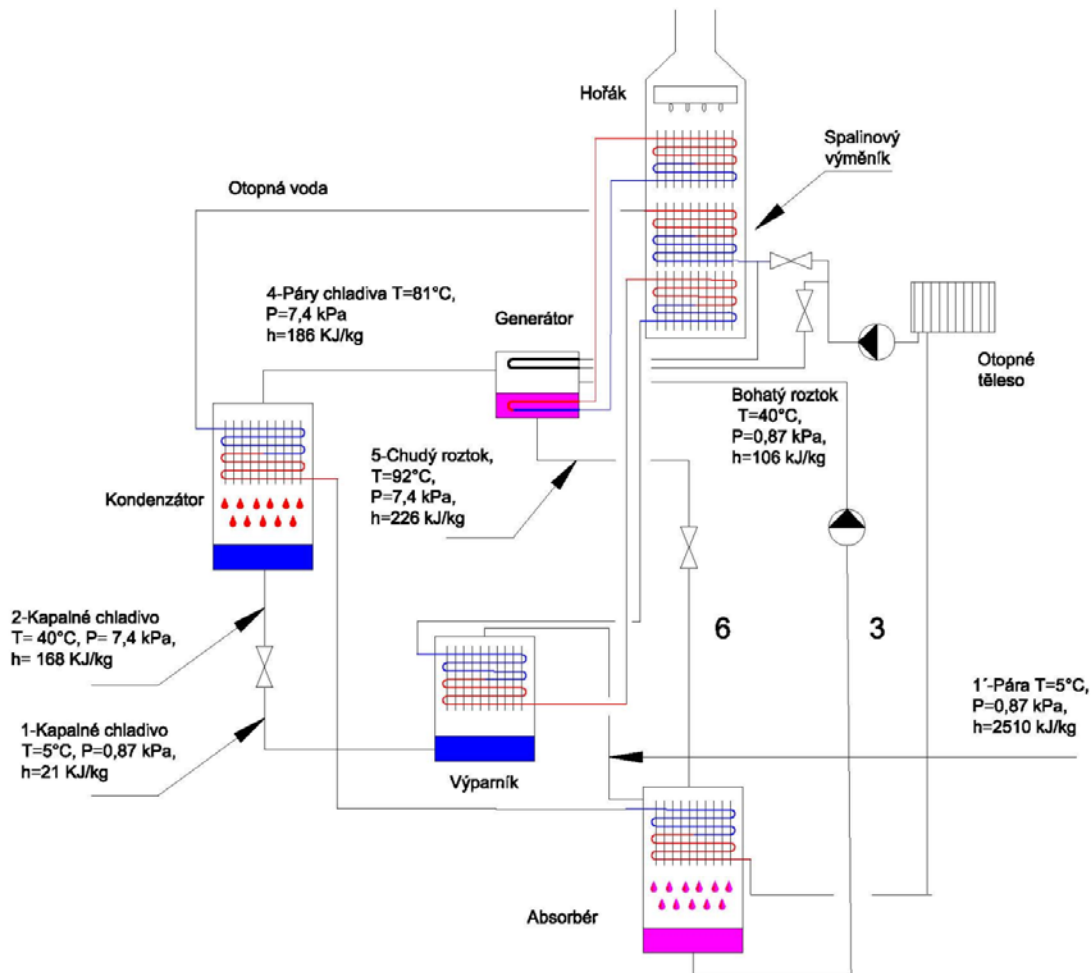 Hořák
Spalinový
výměník
Otopná voda
4-Páry chladiva T=81°C,
P=7,4 kPa
h=186 KJ/kg
Generátor
Otopné
těleso
Bohatý roztok
T=40°C,
P=0,87 kPa,
h=106 kJ/kg
5-Chudý roztok,
T=92°C,
P=7,4 kPa,
h=226 kJ/kg
Kondenzátor
2-Kapalné chladivo
T= 40°C, P= 7,4 kPa,
h= 168 KJ/kg
6
3
1´-Pára T=5°C,
P=0,87 kPa,
h=2510 kJ/kg
1-Kapalné chladivo
T=5°C, P=0,87 kPa,
h=21 KJ/kg
Výparník
Absorbér